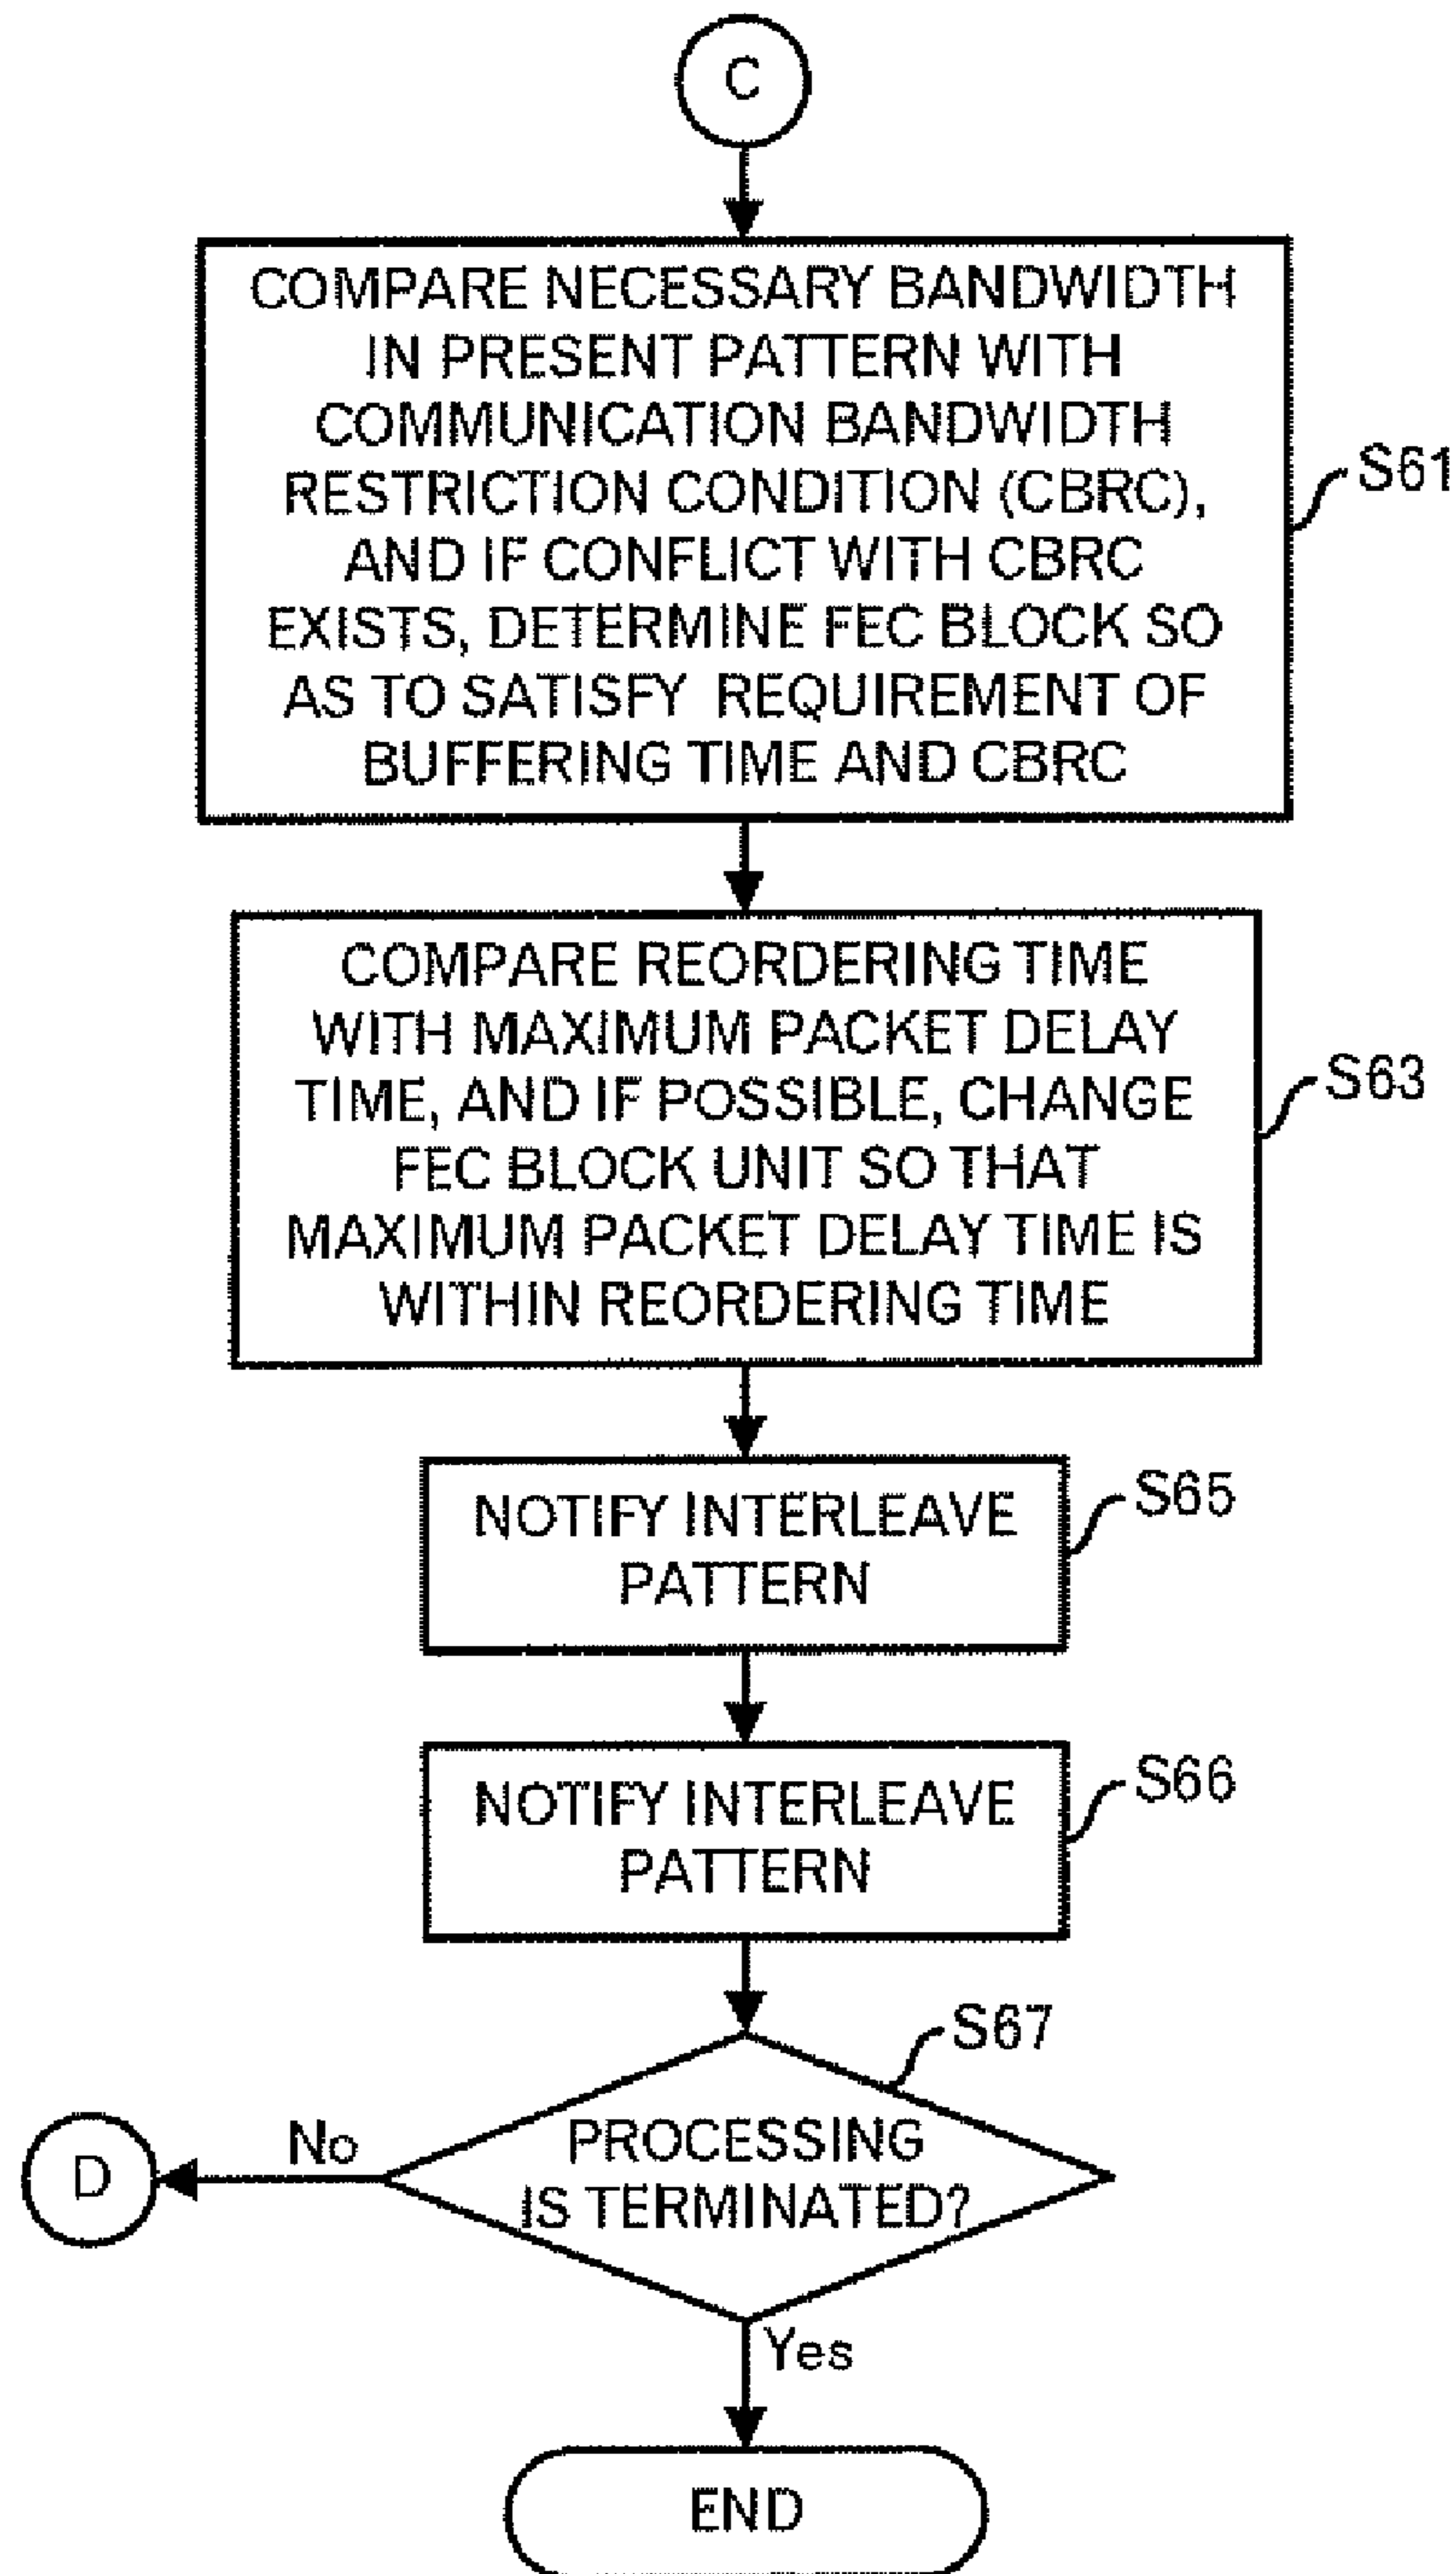 C
COMPARE NECESSARY BANDWIDTH
IN PRESENT PATTERN WITH
COMMUNICATION BANDWIDTH
RESTRICTION CONDITION (CBRC),
AND IF CONFLICT WITH CBRC
EXISTS, DETERMINE FEC BLOCK SO
AS TO SATISFY REQUIREMENT OF
BUFFERING TIME AND CBRC
S61
COMPARE REORDERING TIME
WITH MAXIMUM PACKET DELAY
TIME, AND IF POSSIBLE, CHANGE
FEC BLOCK UNIT SO THAT
MAXIMUM PACKET DELAY TIME IS
WITHIN REORDERING TIME
S63
NOTIFY INTERLEAVE
PATTERN
S65
NOTIFY INTERLEAVE
PATTERN
S66
S67
PROCESSING
IS TERMINATED?
No
D
Yes
END